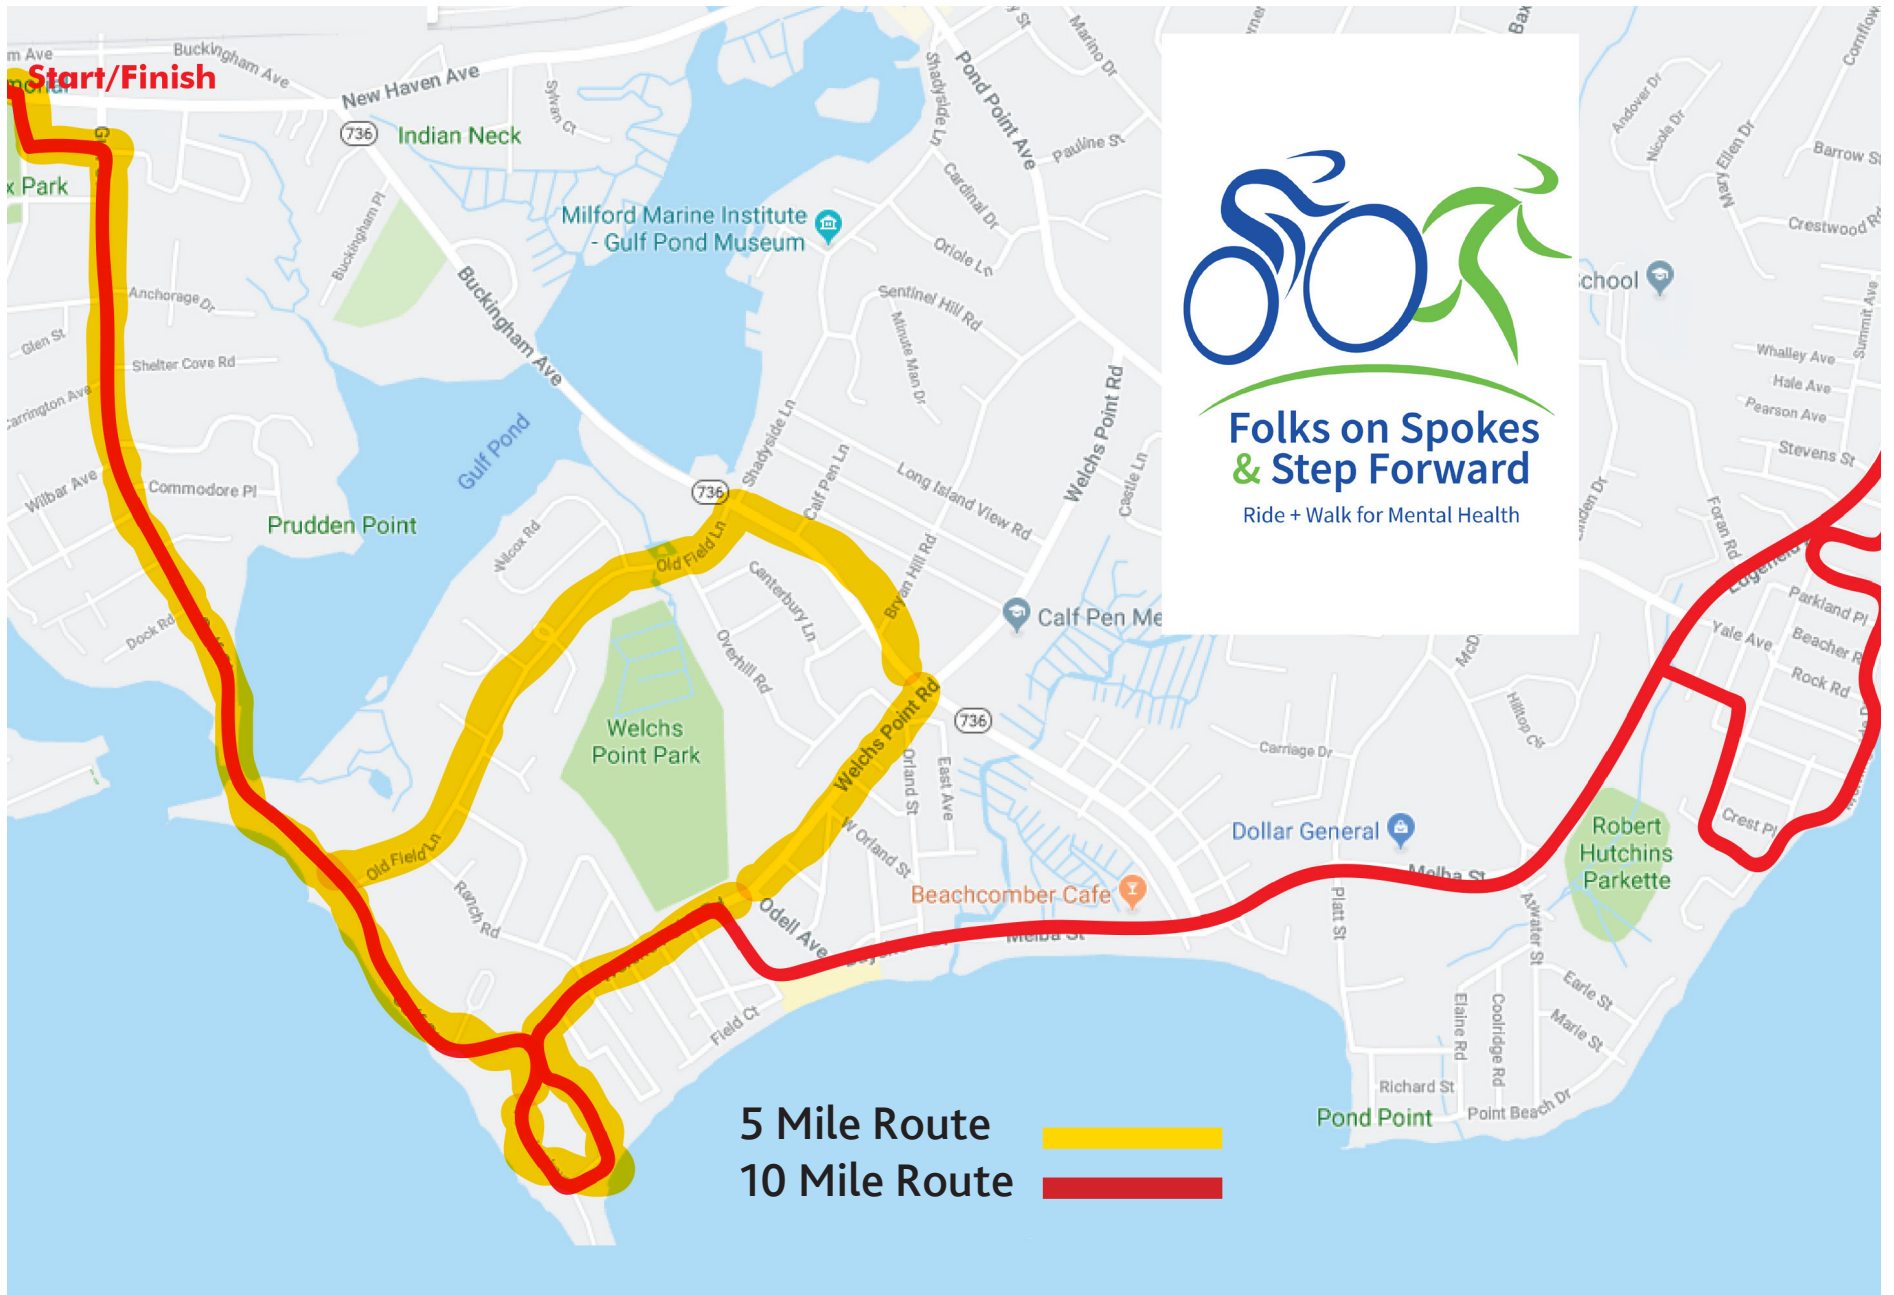 m Ave
Buckingham Ave
Start/Finish
New Haven Ave
Sylvan Ct
736
Indian Neck
x Park
Buckingham Pl
Milford Marine Institute
- Gulf Pond Museum
Shadyside Ln
Pond Point Ave
Marino Dr
Pauline St
Cardinal Dr
Oriole Ln
Sentinel Hill Rd
Minute Man Dr
Buckingham Ave
Anchorage Dr
Glen St
Shelter Cove Rd
arrington Ave
Gulf Pond
Wilbar Ave
Commodore Pl
Prudden Point
Dock Rd
Wilcox Rd
736
Shadyside Ln
Calf Pen Ln
Long Island View Rd
Welchs Point Rd
Castle Ln
Old Field Ln
Canterbury Ln
Bryan Hill Rd
Overhill Rd
Calf Pen Me
Welchs
Point Park
Welchs Point Rd
736
Orland St
East Ave
W Orland St
Old Field Ln
Ranch Rd
Odell Ave
Field Ct
Beachcomber Cafe
Melba St
Dollar General
Carriage Dr
Melba St
Platt St
Atwater St
Hilltop Cir
Robert
Hutchins
Parkette
Earle St
Marie St
Elaine Rd
Coolridge Rd
Richard St
Point Beach Dr
Pond Point
Folks on Spokes
& Step Forward
Ride + Walk for Mental Health
Andover Dr
Nicole Dr
Mary Ellen Dr
Cornflow
Barrow St
Crestwood Rd
chool
Summit Ave
Whalley Ave
Hale Ave
Pearson Ave
Stevens St
Foran Rd
Parkland Pl
Yale Ave
Beacher R
Rock Rd
Crest Pl
5 Mile Route
10 Mile Route